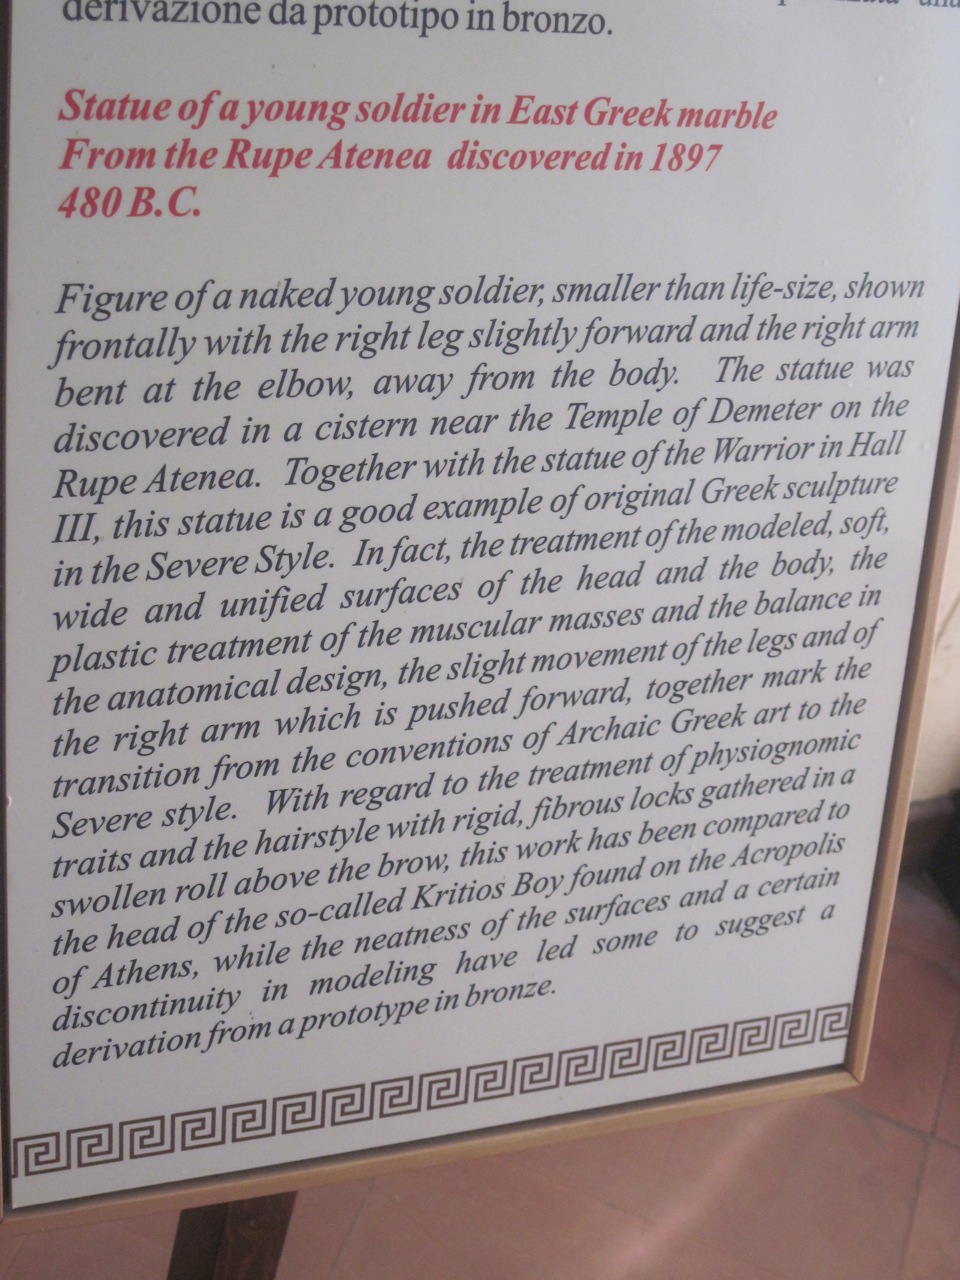 derivazione da prototipo in bronzo.
Statue of a young soldier in East Greek marble
From the Rupe Atenea discovered in 1897
480 B.C.
Figure of a naked young soldier, smaller than life-size, shown
frontally with the right leg slightly forward and the right arm
bent at the elbow, away from the body. The statue was
discovered in a cistern near the Temple of Demeter on the
Rupe Atenea. Together with the statue of the Warrior in Hall
III, this statue is a good example of original Greek sculpture
in the Severe Style. In fact, the treatment of the modeled, soft,
wide and unified surfaces of the head and the body, the
plastic treatment of the muscular masses and the balance in
the anatomical design, the slight movement of the legs and of
the right arm which is pushed forward, together mark the
transition from the conventions of Archaic Greek art to the
Severe style. With regard to the treatment of physiognomic
traits and the hairstyle with rigid, fibrous locks gathered in a
swollen roll above the brow, this work has been compared to
the head of the so-called Kritios Boy found on the Acropolis
of Athens, while the neatness of the surfaces and a certain
discontinuity in modeling have led some to suggest a
derivation from a prototype in bronze.